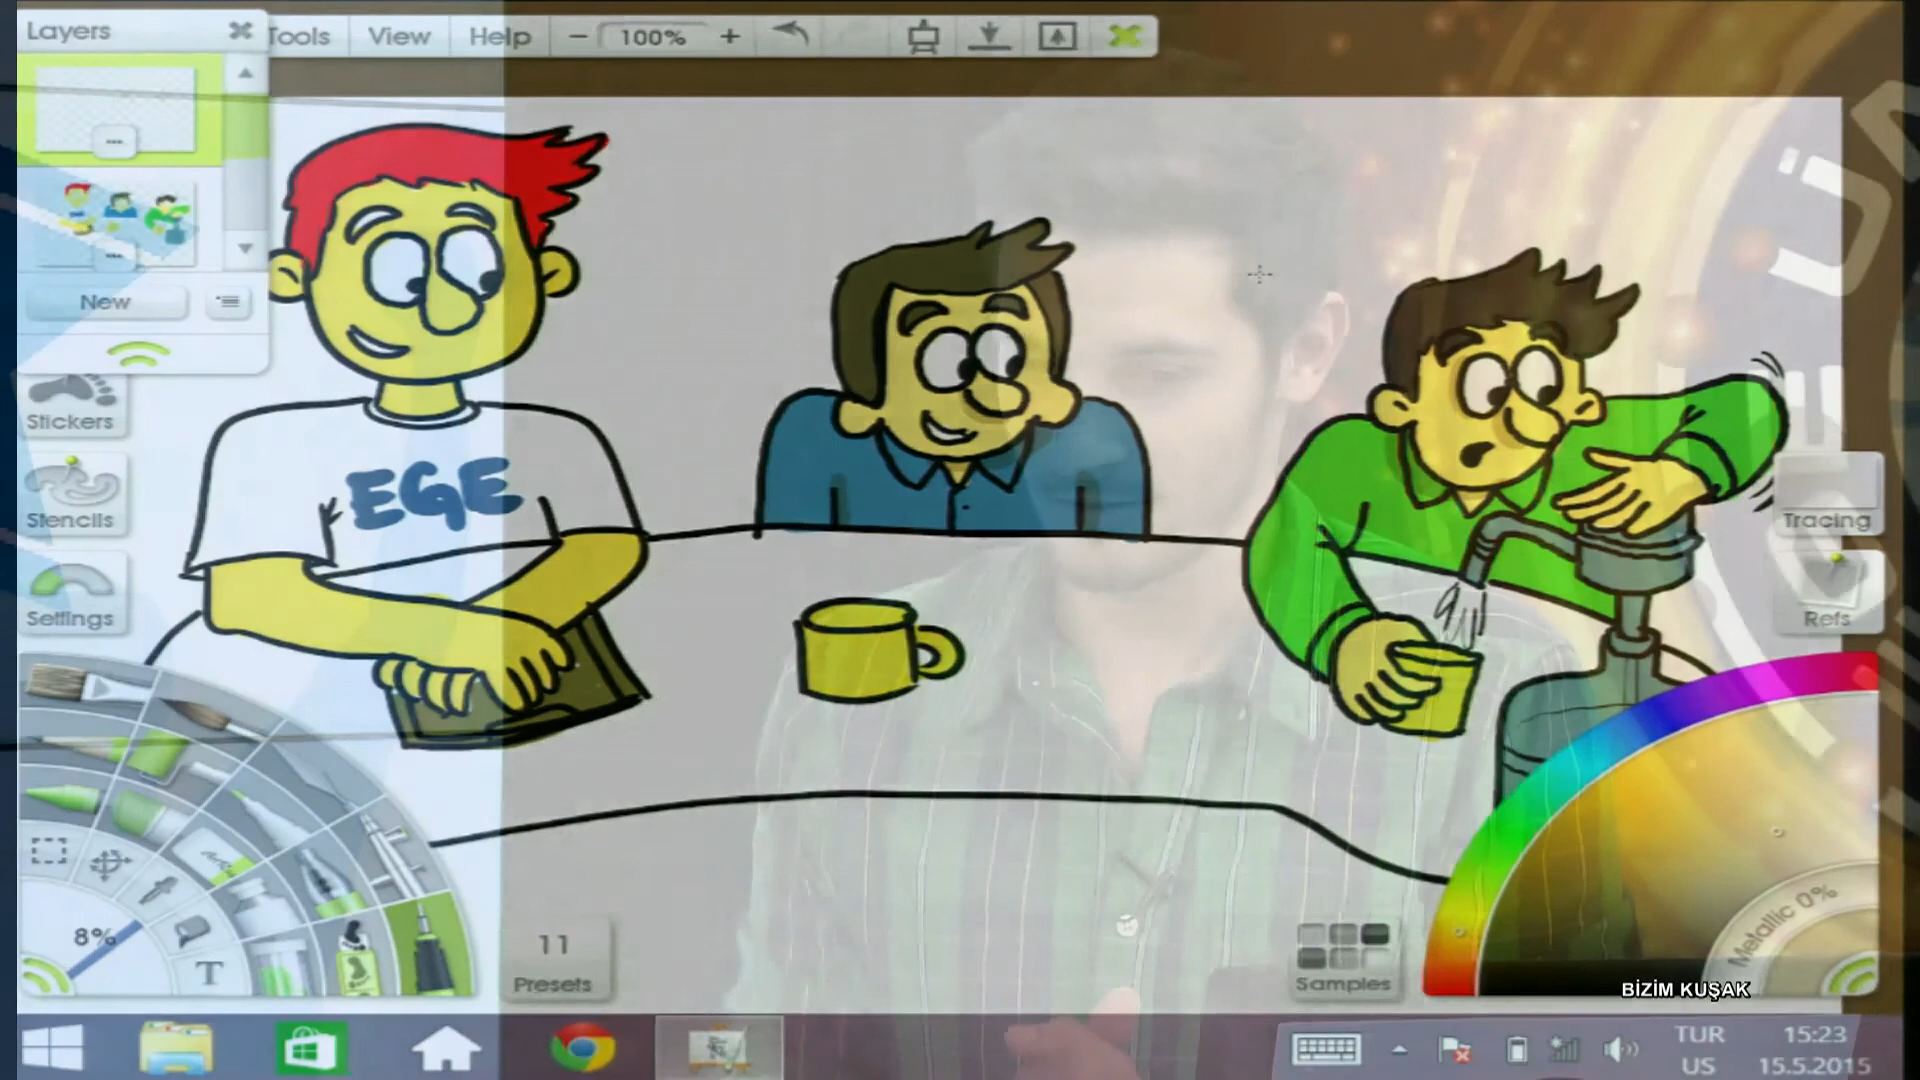 Layers
Tools View Help − 100% +
New
Stickers
Stencils
Settings
EGE
Tracing
Refs
8%
T
11
Presets
Samples
Metallic 0%
BİZİM KUŞAK
TUR
US
15:23
15.5.2015